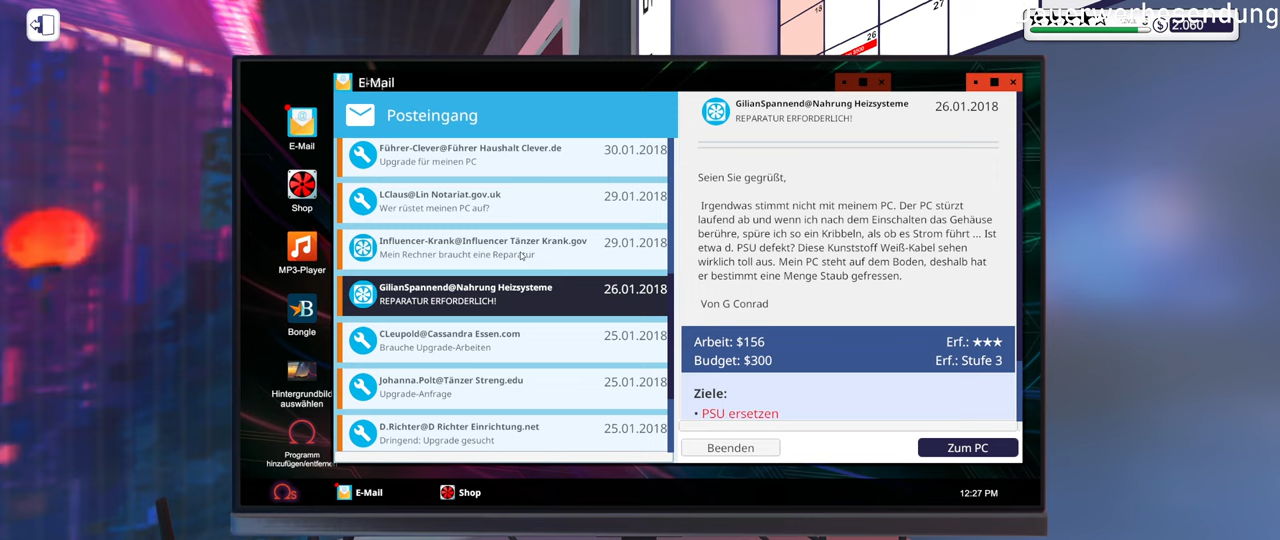 Dauerwerbesendung
18
27
26
2.060
E-Mail
E-Mail
Shop
MP3-Player
Bongle
Hintergrundbild
auswählen
Programm
hinzufügen/entfernen
Posteingang
Führer-Clever@Führer Haushalt Clever.de 30.01.2018
Upgrade für meinen PC
LClaus@Lin Notariat.gov.uk 29.01.2018
Wer rüstet meinen PC auf?
Influencer-Krank@Influencer Tänzer Krank.gov 29.01.2018
Mein Rechner braucht eine Reparatur
GilianSpannend@Nahrung Heizsysteme 26.01.2018
REPARATUR ERFORDERLICH!
CLeupold@Cassandra Essen.com 25.01.2018
Brauche Upgrade-Arbeiten
Johanna.Polt@Tänzer Streng.edu 25.01.2018
Upgrade-Anfrage
D.Richter@D Richter Einrichtung.net 25.01.2018
Dringend: Upgrade gesucht
GilianSpannend@Nahrung Heizsysteme 26.01.2018
REPARATUR ERFORDERLICH!
Seien Sie gegrüßt,
Irgendwas stimmt nicht mit meinem PC. Der PC stürzt
laufend ab und wenn ich nach dem Einschalten das Gehäuse
berühre, spüre ich so ein Kribbeln, als ob es Strom führt ... Ist
etwa d. PSU defekt? Diese Kunststoff Weiß-Kabel sehen
wirklich toll aus. Mein PC steht auf dem Boden, deshalb hat
er bestimmt eine Menge Staub gefressen.
Von G Conrad
Arbeit: $156 Erf.: ★★★
Budget: $300 Erf.: Stufe 3
Ziele:
• PSU ersetzen
Beenden Zum PC
E-Mail Shop 12:27 PM